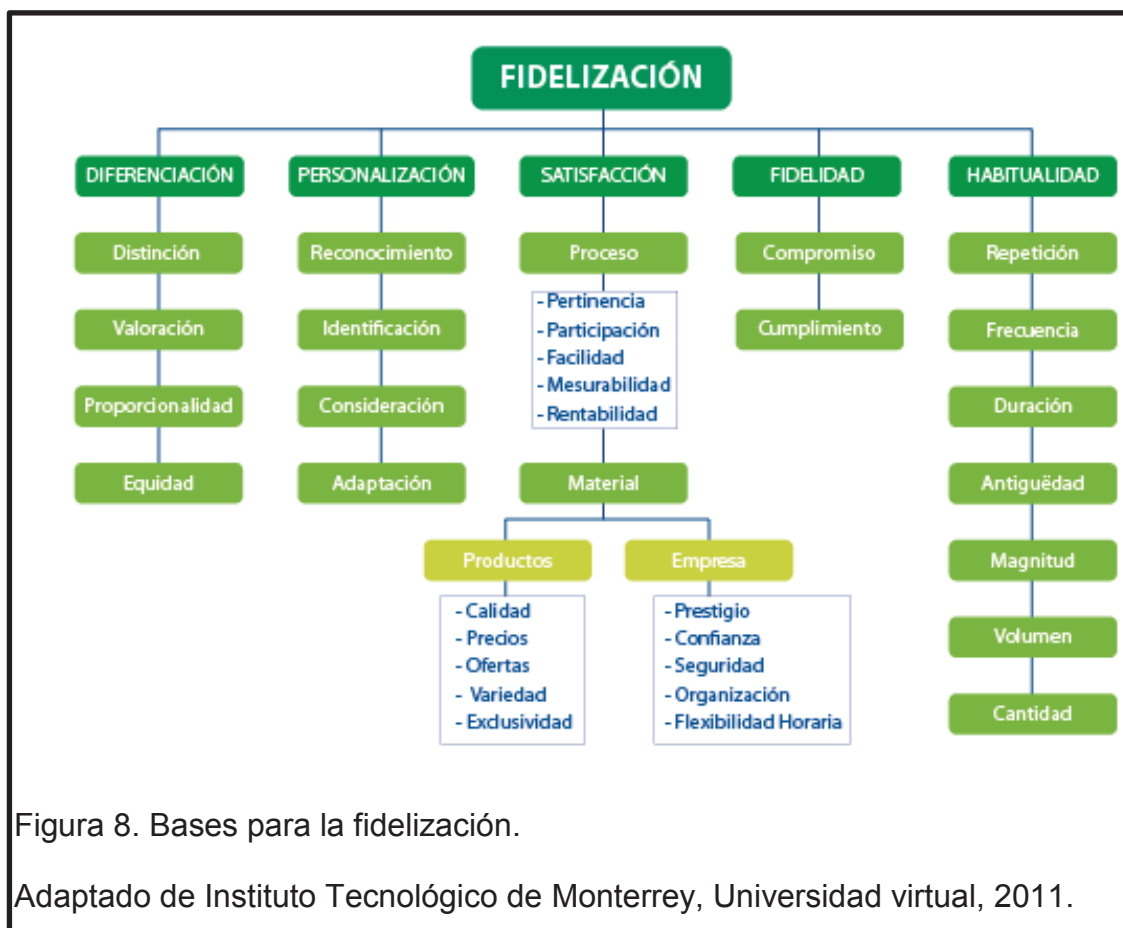 FIDELIZACIÓN
DIFERENCIACIÓN
Distinción
Valoración
Proporcionalidad
Equidad
PERSONALIZACIÓN
Reconocimiento
Identificación
Consideración
Adaptación
SATISFACCIÓN
Proceso
- Pertinencia
- Participación
- Facilidad
- Mesurabilidad
- Rentabilidad
Material
Productos
- Calidad
- Precios
- Ofertas
- Variedad
- Exclusividad
Empresa
- Prestigio
- Confianza
- Seguridad
- Organización
- Flexibilidad Horaria
FIDELIDAD
Compromiso
Cumplimiento
HABITUALIDAD
Repetición
Frecuencia
Duración
Antiguëdad
Magnitud
Volumen
Cantidad
Figura 8. Bases para la fidelización.
Adaptado de Instituto Tecnológico de Monterrey, Universidad virtual, 2011.